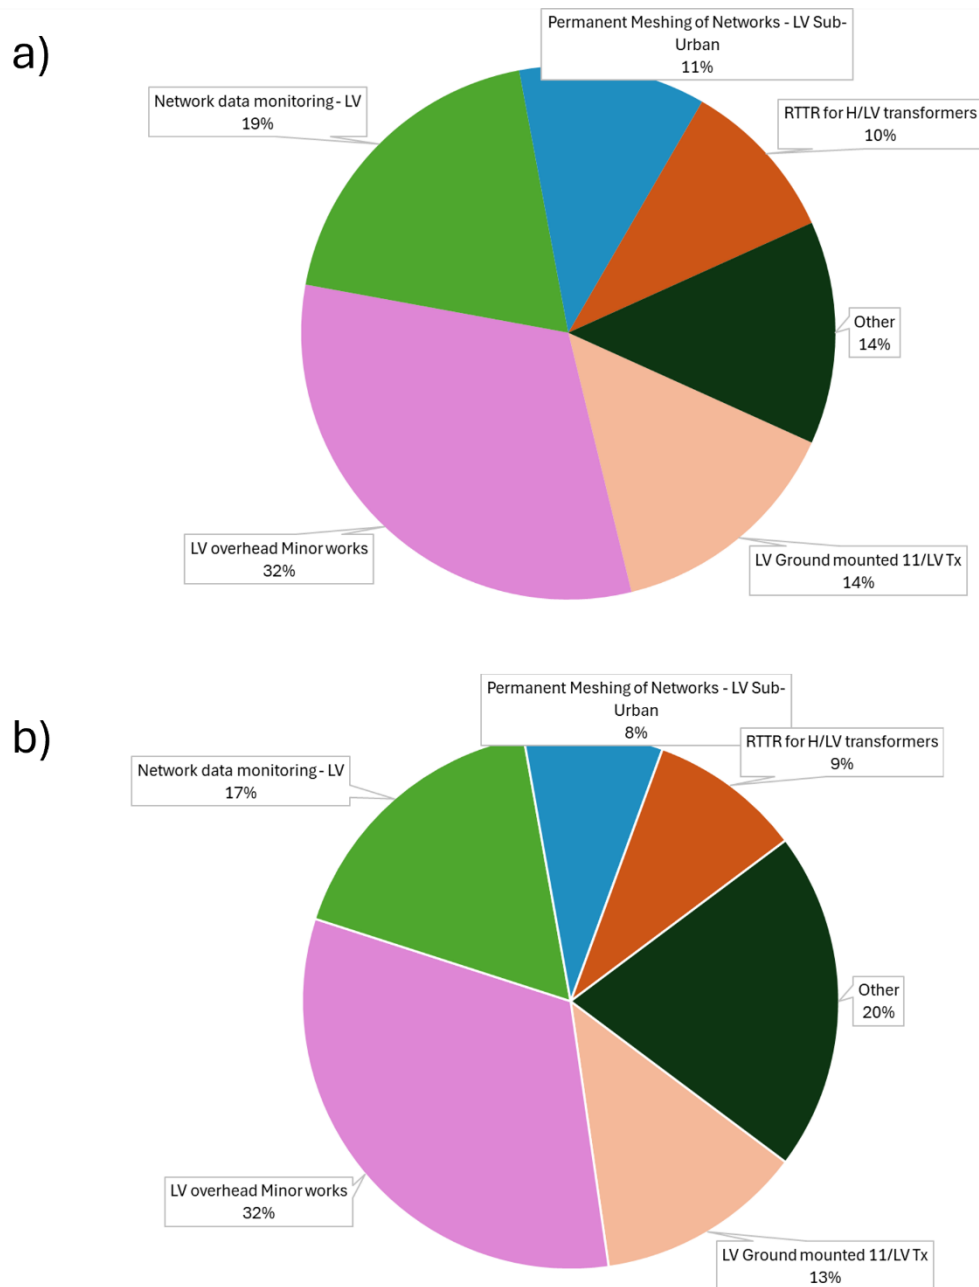 a)
Permanent Meshing of Networks - LV Sub-
Urban
11%
Network data monitoring - LV
19%
RTTR for H/LV transformers
10%
Other
14%
LV overhead Minor works
32%
LV Ground mounted 11/LV Tx
14%
b)
Permanent Meshing of Networks - LV Sub-
Urban
8%
RTTR for H/LV transformers
9%
Network data monitoring - LV
17%
Other
20%
LV overhead Minor works
32%
LV Ground mounted 11/LV Tx
13%